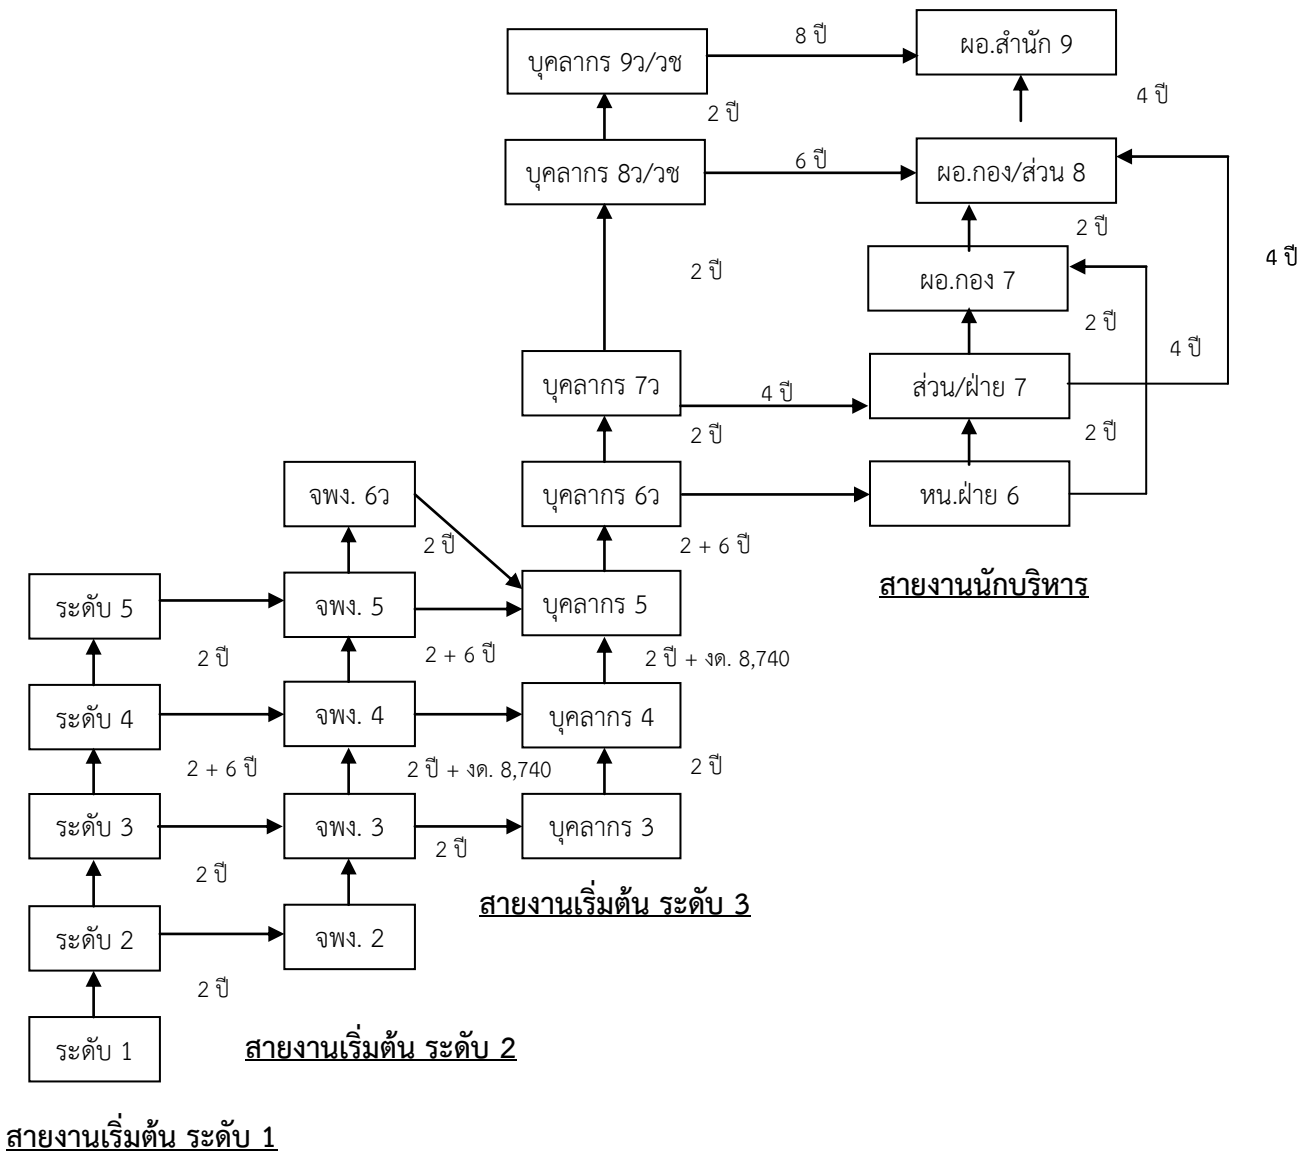 8 ปี
ผอ.สำนัก 9
บุคลากร 9ว/วช
4 ปี
2 ปี
6 ปี
บุคลากร 8ว/วช
ผอ.กอง/ส่วน 8
2 ปี
4 ปี
2 ปี
ผอ.กอง 7
2 ปี
4 ปี
บุคลากร 7ว
4 ปี
ส่วน/ฝ่าย 7
2 ปี
2 ปี
จพง. 6ว
บุคลากร 6ว
หน.ฝ่าย 6
2 ปี
2 + 6 ปี
สายงานนักบริหาร
ระดับ 5
จพง. 5
บุคลากร 5
2 ปี
2 + 6 ปี
2 ปี + งด. 8,740
ระดับ 4
จพง. 4
บุคลากร 4
2 + 6 ปี
2 ปี + งด. 8,740
2 ปี
ระดับ 3
จพง. 3
บุคลากร 3
2 ปี
2 ปี
สายงานเริ่มต้น ระดับ 3
ระดับ 2
จพง. 2
2 ปี
ระดับ 1
สายงานเริ่มต้น ระดับ 2
สายงานเริ่มต้น ระดับ 1